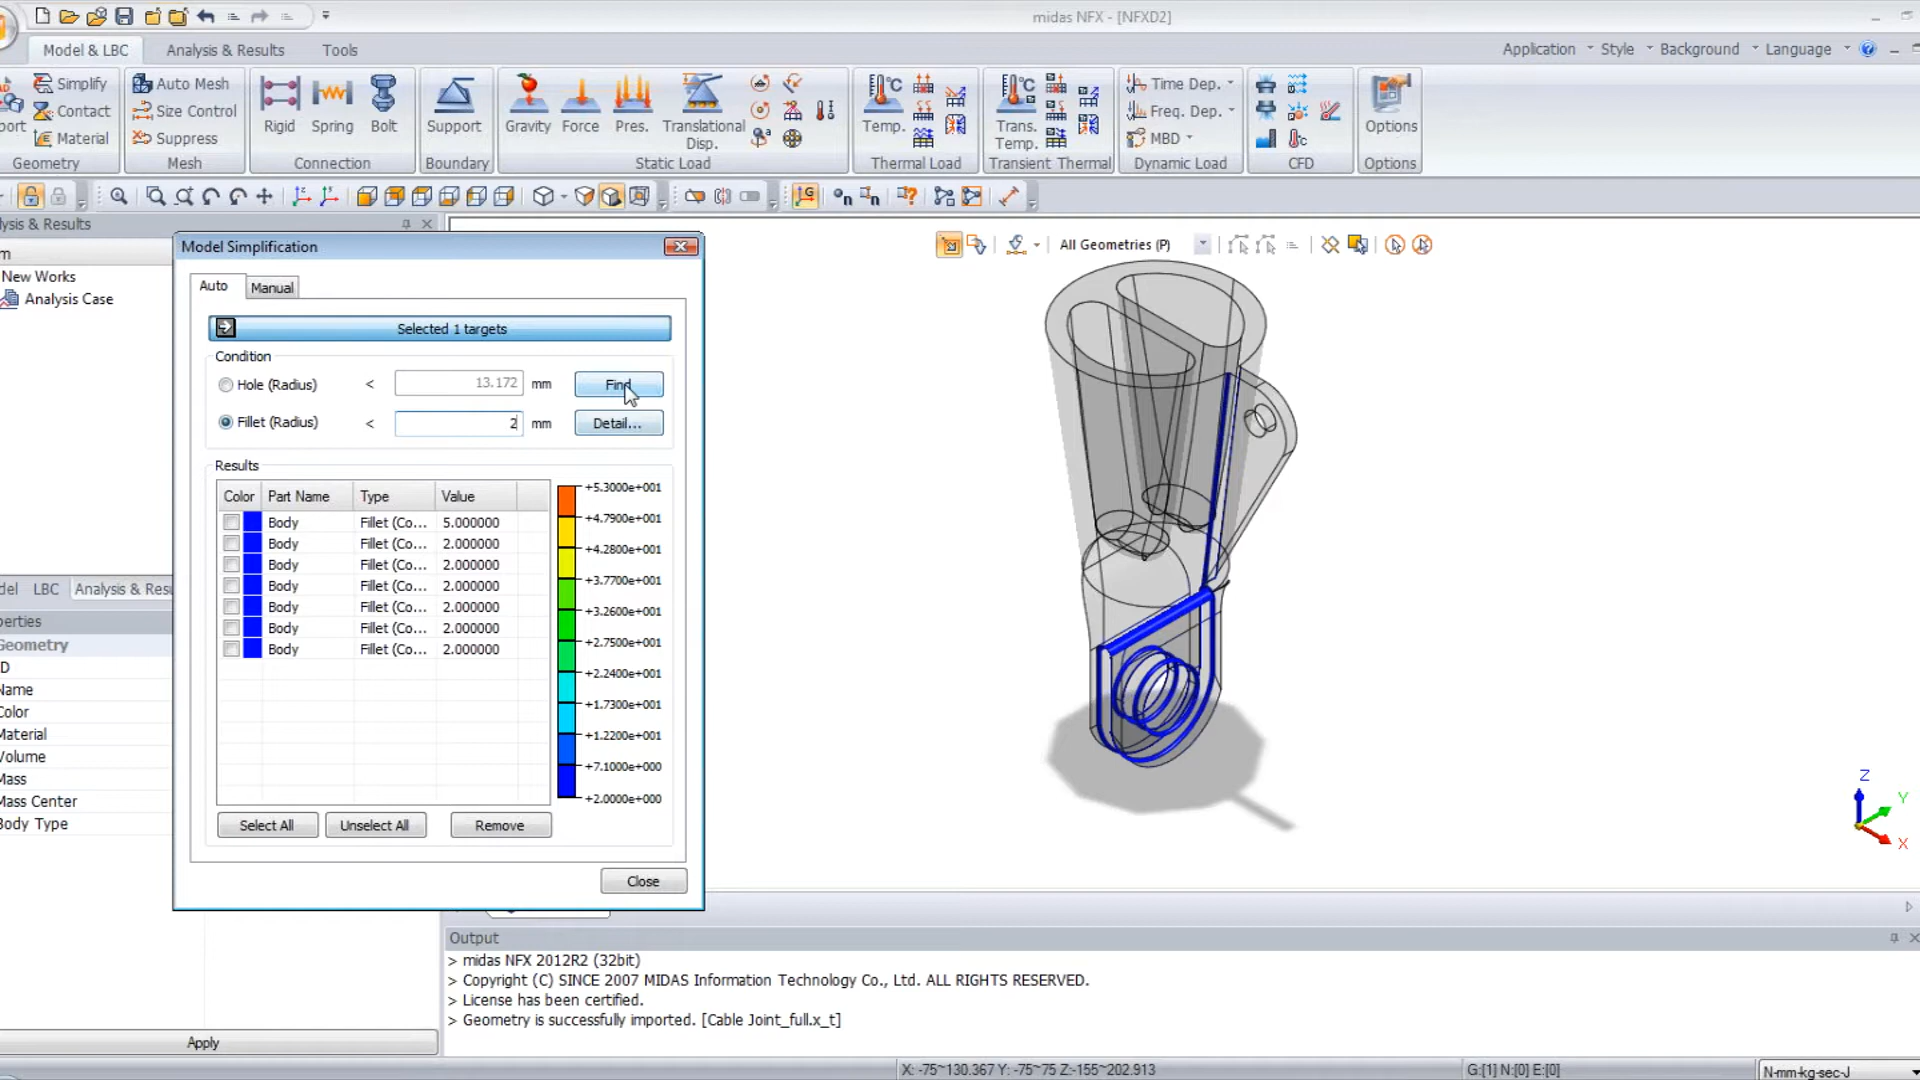 midas NFX - [NFXD2]
Model & LBC Analysis & Results Tools
Application Style Background Language
Simplify Auto Mesh
Contact Size Control
port Material Suppress
Rigid Spring Bolt Support Gravity Force Pres. Translational Disp. Temp. Trans. Temp. Time Dep. Freq. Dep. MBD Options
Geometry Mesh Connection Boundary Static Load Thermal Load Transient Thermal Dynamic Load CFD Options
lysis & Results
m
New Works
Analysis Case
del LBC Analysis & Resu
perties
Geometry
D
Name
Color
Material
Volume
Mass
Mass Center
Body Type
Apply
Model Simplification
Auto Manual
Selected 1 targets
Condition
Hole (Radius) < 13.172 mm Find
Fillet (Radius) < 2 mm Detail...
Results
Color Part Name Type Value
Body Fillet (Co... 5.000000
Body Fillet (Co... 2.000000
Body Fillet (Co... 2.000000
Body Fillet (Co... 2.000000
Body Fillet (Co... 2.000000
Body Fillet (Co... 2.000000
Body Fillet (Co... 2.000000
+5.3000e+001
+4.7900e+001
+4.2800e+001
+3.7700e+001
+3.2600e+001
+2.7500e+001
+2.2400e+001
+1.7300e+001
+1.2200e+001
+7.1000e+000
+2.0000e+000
Select All Unselect All Remove
Close
All Geometries (P)
Z
Y
X
Output
> midas NFX 2012R2 (32bit)
> Copyright (C) SINCE 2007 MIDAS Information Technology Co., Ltd. ALL RIGHTS RESERVED.
> License has been certified.
> Geometry is successfully imported. [Cable Joint_full.x_t]
X: -75~130.367 Y: -75~75 Z:-155~202.913 G:[1] N:[0] E:[0] N-mm-kg-sec-J